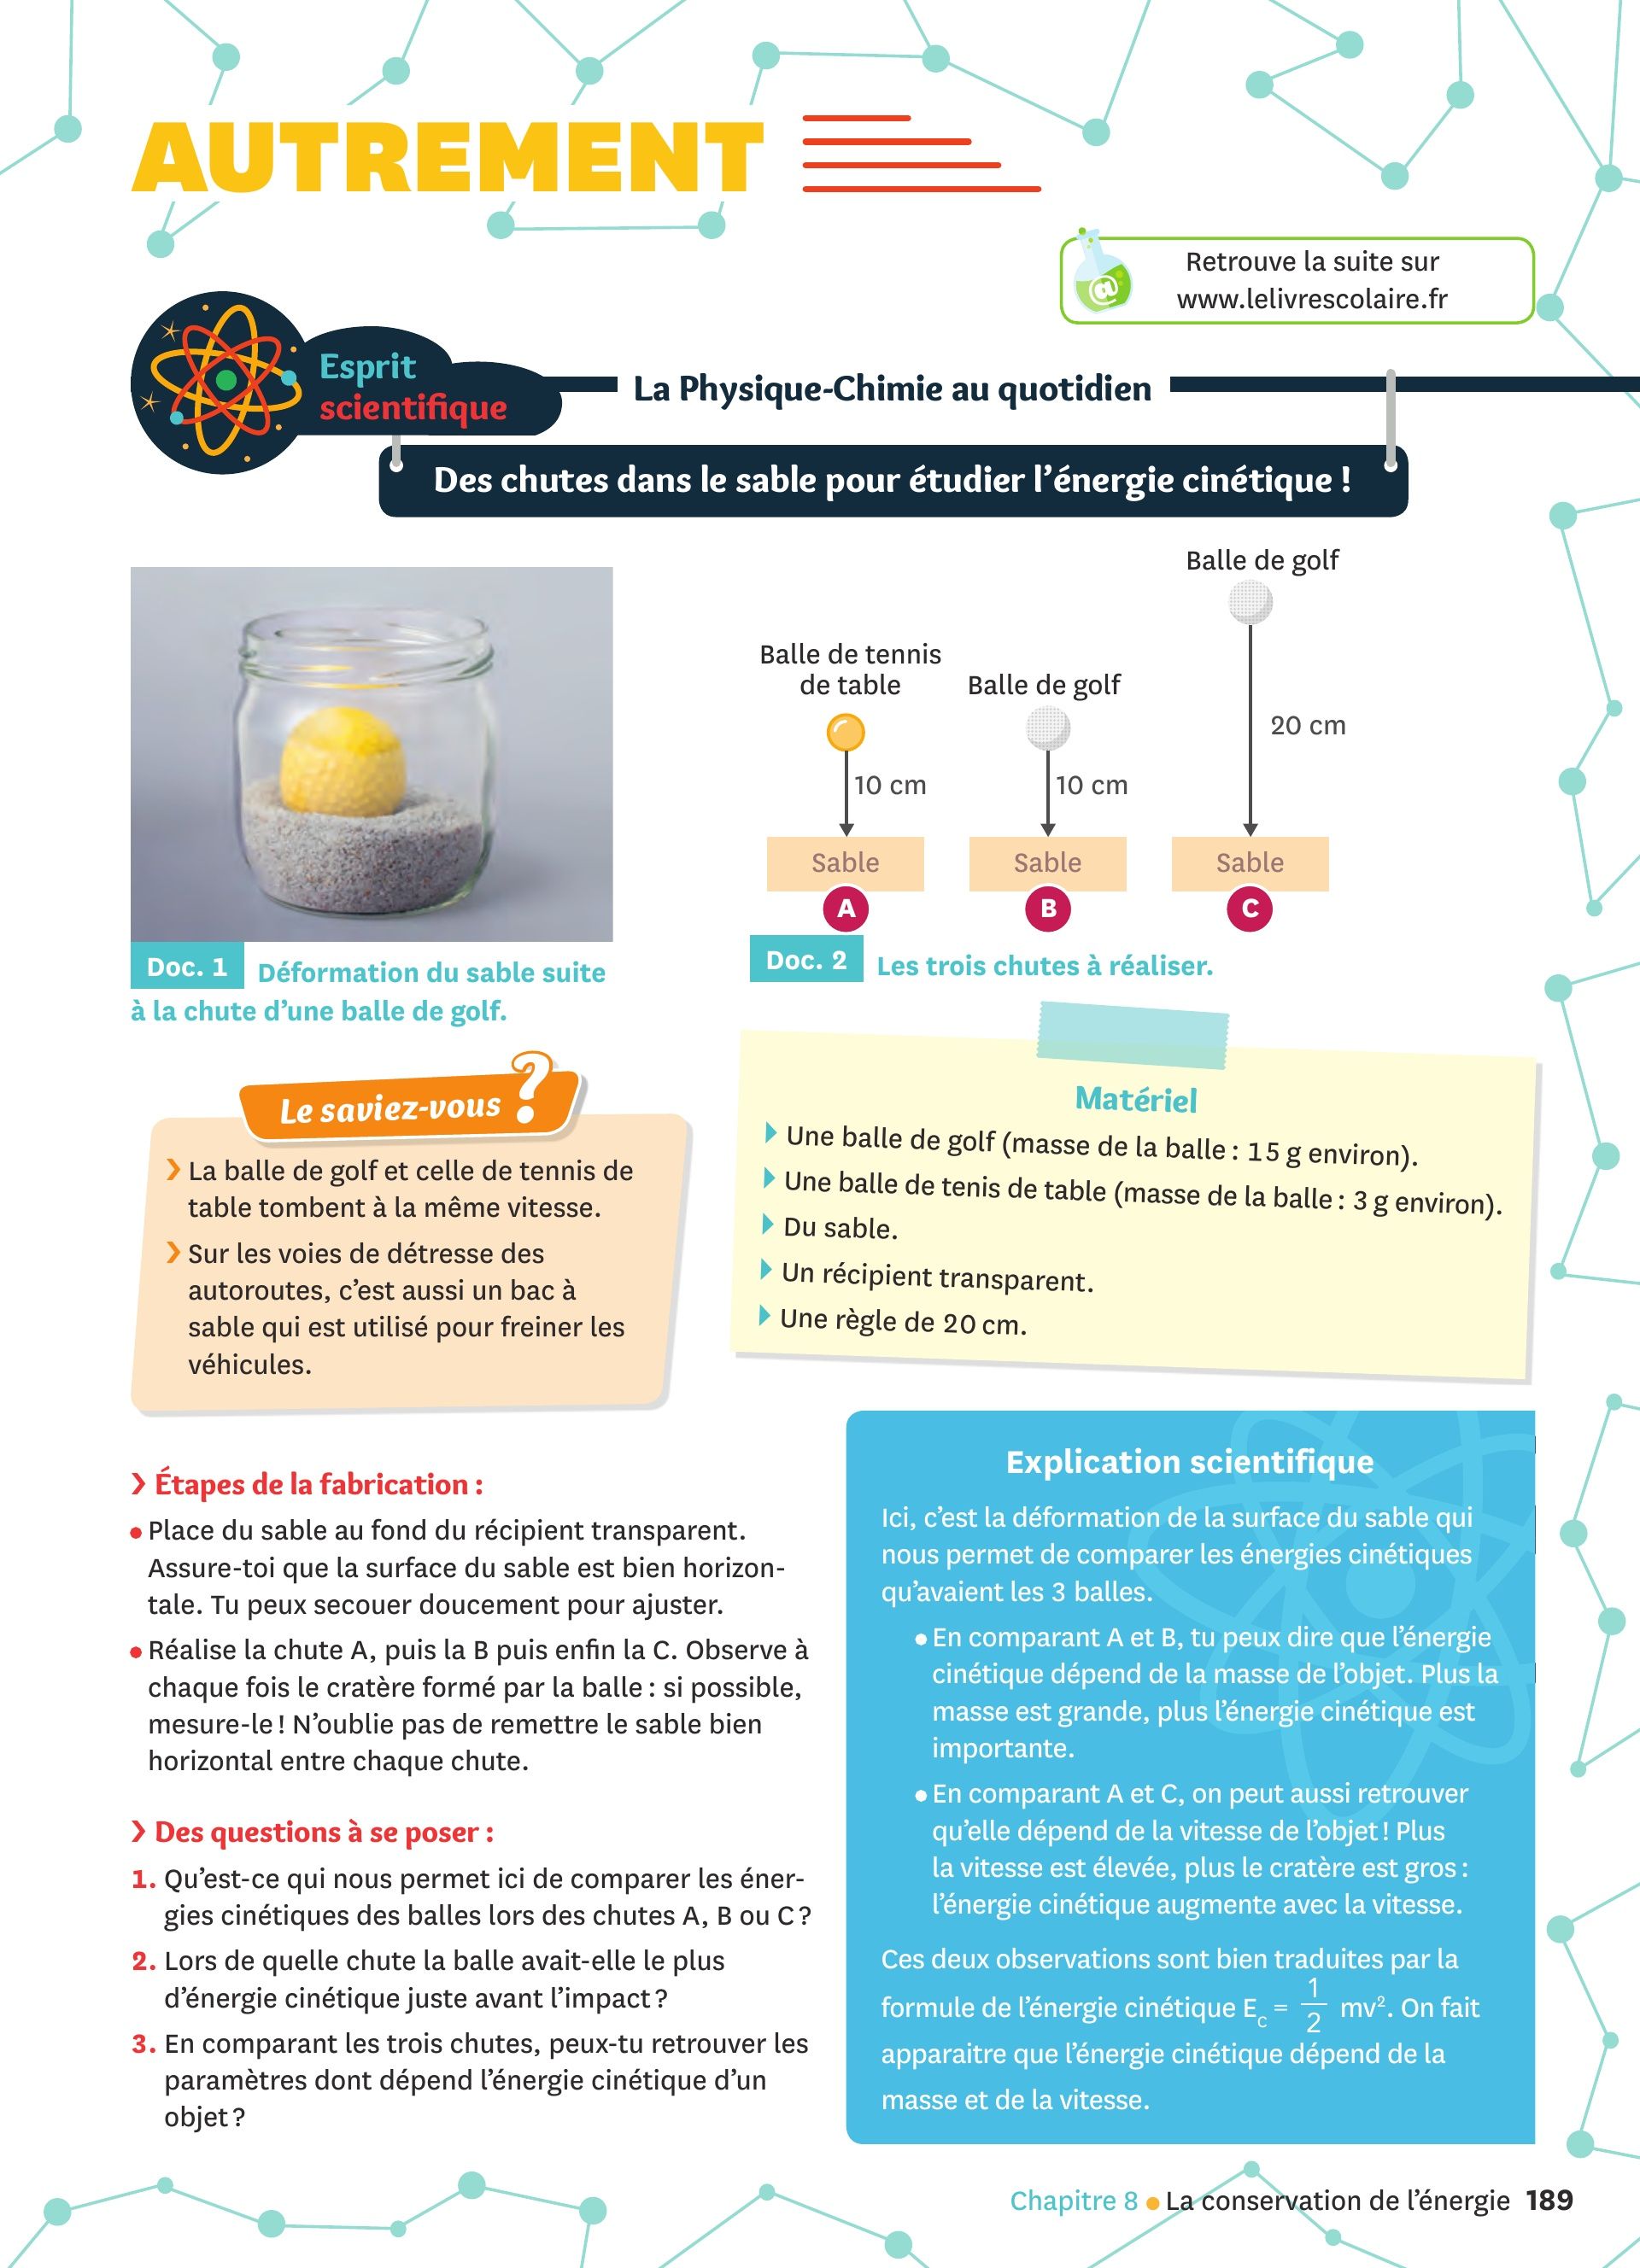 AUTREMENT
Retrouve la suite sur
www.lelivrescolaire.fr
@
Esprit
scientifique
La Physique-Chimie au quotidien
Des chutes dans le sable pour étudier l'énergie cinétique !
Doc. 1 Déformation du sable suite
à la chute d'une balle de golf.
Balle de tennis
de table
Balle de golf
Balle de golf
10 cm
10 cm
20 cm
Sable
Sable
Sable
A
B
C
Doc. 2 Les trois chutes à réaliser.
Le saviez-vous ?
La balle de golf et celle de tennis de
table tombent à la même vitesse.
Sur les voies de détresse des
autoroutes, c'est aussi un bac à
sable qui est utilisé pour freiner les
véhicules.
Matériel
Une balle de golf (masse de la balle : 15 g environ).
Une balle de tenis de table (masse de la balle : 3 g environ).
Du sable.
Un récipient transparent.
Une règle de 20 cm.
Étapes de la fabrication :
• Place du sable au fond du récipient transparent.
Assure-toi que la surface du sable est bien horizon-
tale. Tu peux secouer doucement pour ajuster.
• Réalise la chute A, puis la B puis enfin la C. Observe à
chaque fois le cratère formé par la balle : si possible,
mesure-le ! N'oublie pas de remettre le sable bien
horizontal entre chaque chute.
Des questions à se poser :
1. Qu'est-ce qui nous permet ici de comparer les éner-
gies cinétiques des balles lors des chutes A, B ou C ?
2. Lors de quelle chute la balle avait-elle le plus
d'énergie cinétique juste avant l'impact ?
3. En comparant les trois chutes, peux-tu retrouver les
paramètres dont dépend l'énergie cinétique d'un
objet ?
Explication scientifique
Ici, c'est la déformation de la surface du sable qui
nous permet de comparer les énergies cinétiques
qu'avaient les 3 balles.
• En comparant A et B, tu peux dire que l'énergie
cinétique dépend de la masse de l'objet. Plus la
masse est grande, plus l'énergie cinétique est
importante.
• En comparant A et C, on peut aussi retrouver
qu'elle dépend de la vitesse de l'objet ! Plus
la vitesse est élevée, plus le cratère est gros :
l'énergie cinétique augmente avec la vitesse.
Ces deux observations sont bien traduites par la
formule de l'énergie cinétique E_c = 1/2 mv². On fait
apparaitre que l'énergie cinétique dépend de la
masse et de la vitesse.
Chapitre 8 • La conservation de l'énergie 189